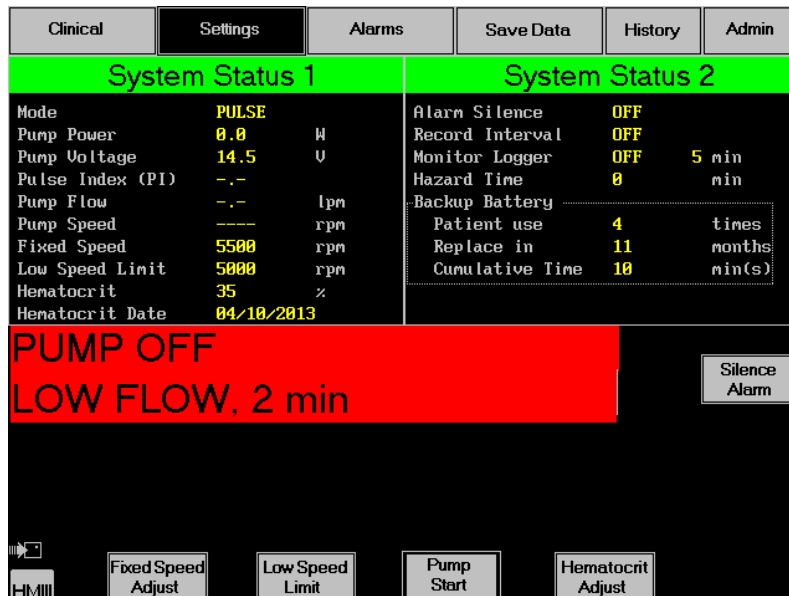 Clinical Settings Alarms Save Data History Admin
System Status 1
Mode PULSE
Pump Power 0.0 W
Pump Voltage 14.5 V
Pulse Index (PI) -.-
Pump Flow -.- lpm
Pump Speed ---- rpm
Fixed Speed 5500 rpm
Low Speed Limit 5000 rpm
Hematocrit 35 %
Hematocrit Date 04/10/2013
System Status 2
Alarm Silence OFF
Record Interval OFF
Monitor Logger OFF 5 min
Hazard Time 0 min
Backup Battery
Patient use 4 times
Replace in 11 months
Cumulative Time 10 min(s)
PUMP OFF
LOW FLOW, 2 min
Silence
Alarm
HMIII
Fixed Speed
Adjust
Low Speed
Limit
Pump
Start
Hematocrit
Adjust